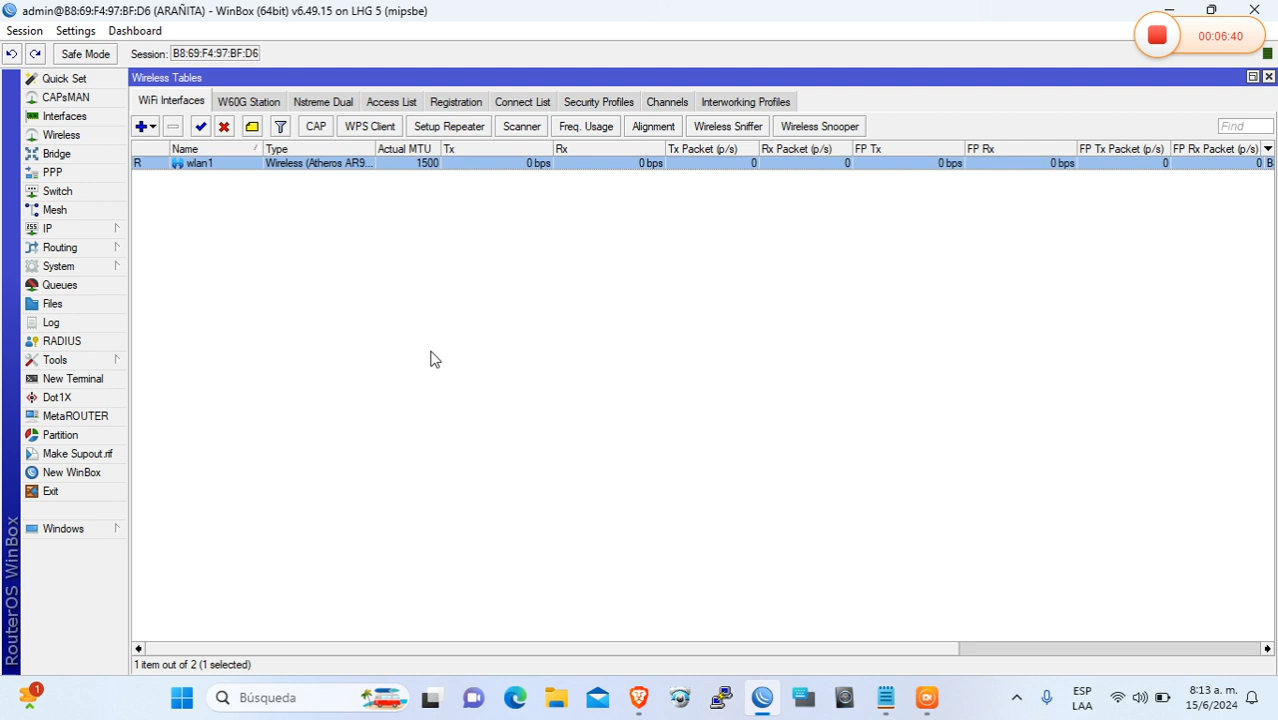 admin@B8:69:F4:97:BF:D6 (ARAÑITA) - WinBox (64bit) v6.49.15 on LHG 5 (mipsbe)
00:06:40
Session Settings Dashboard
Safe Mode Session: B8:69:F4:97:BF:D6
Wireless Tables
WiFi Interfaces W60G Station Nstreme Dual Access List Registration Connect List Security Profiles Channels Interworking Profiles
CAP WPS Client Setup Repeater Scanner Freq. Usage Alignment Wireless Sniffer Wireless Snooper Find
Name Type Actual MTU Tx Rx Tx Packet (p/s) Rx Packet (p/s) FP Tx FP Rx FP Tx Packet (p/s) FP Rx Packet (p/s)
R wlan1 Wireless (Atheros AR9... 1500 0 bps 0 bps 0 0 0 bps 0 bps 0 0 B
Quick Set
CAPsMAN
Interfaces
Wireless
Bridge
PPP
Switch
Mesh
IP
Routing
System
Queues
Files
Log
RADIUS
Tools
New Terminal
Dot1X
MetaROUTER
Partition
Make Supout.rif
New WinBox
Exit
Windows
RouterOS WinBox
1 item out of 2 (1 selected)
1
Búsqueda
ESP
LAA
8:13 a. m.
15/6/2024